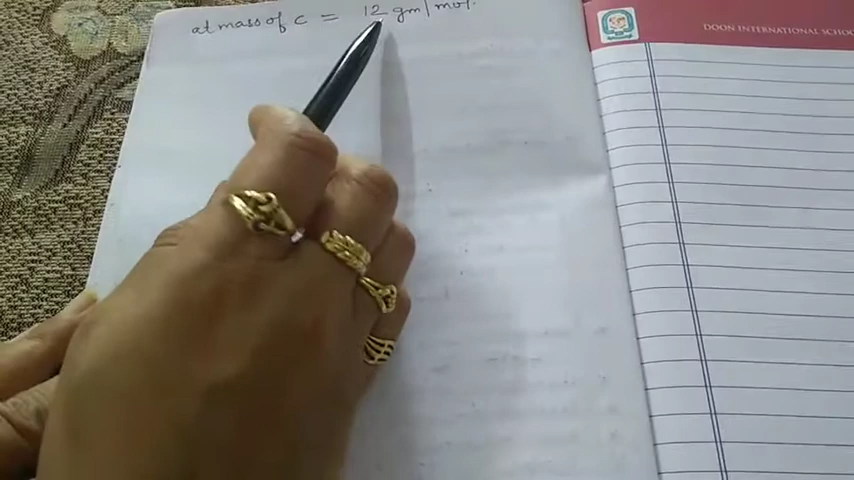 at mass of C = 12 gm/mol.
DOON INTERNATIONAL SCHOOL